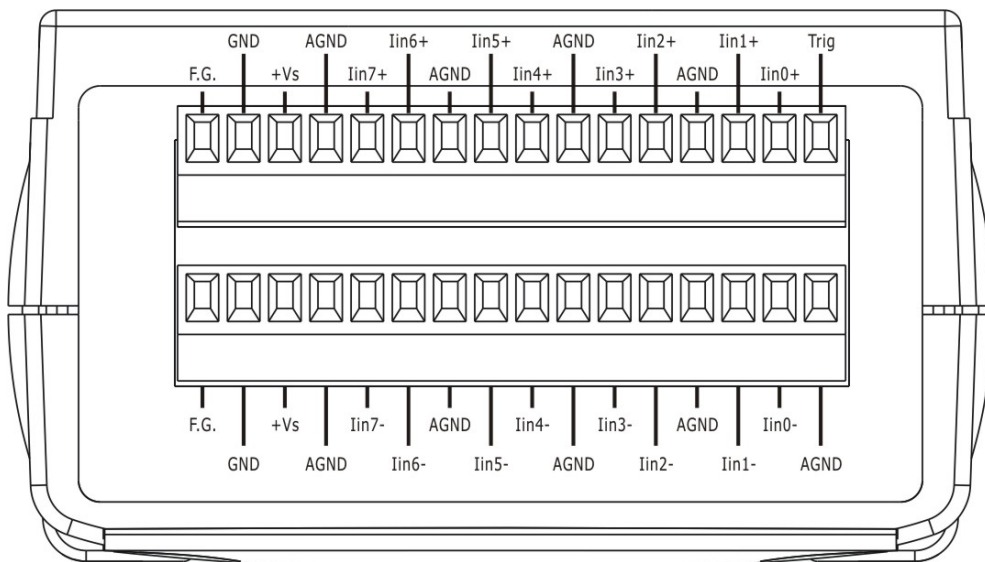 GND AGND Iin6+ Iin5+ AGND Iin2+ Iin1+ Trig
F.G. +Vs Iin7+ AGND Iin4+ Iin3+ AGND Iin0+
F.G. +Vs Iin7- AGND Iin4- Iin3- AGND Iin0-
GND AGND Iin6- Iin5- AGND Iin2- Iin1- AGND